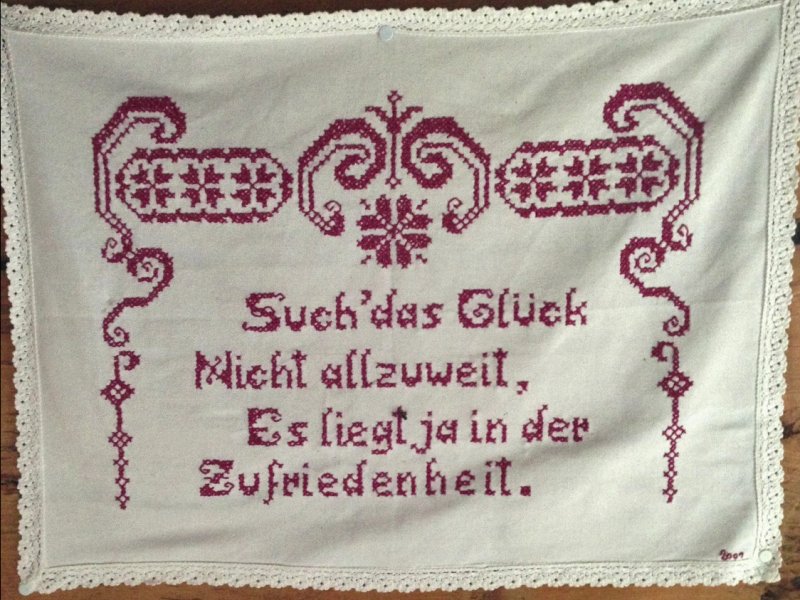 Such' das Glück
Nicht allzuweit,
Es liegt ja in der
Zufriedenheit.